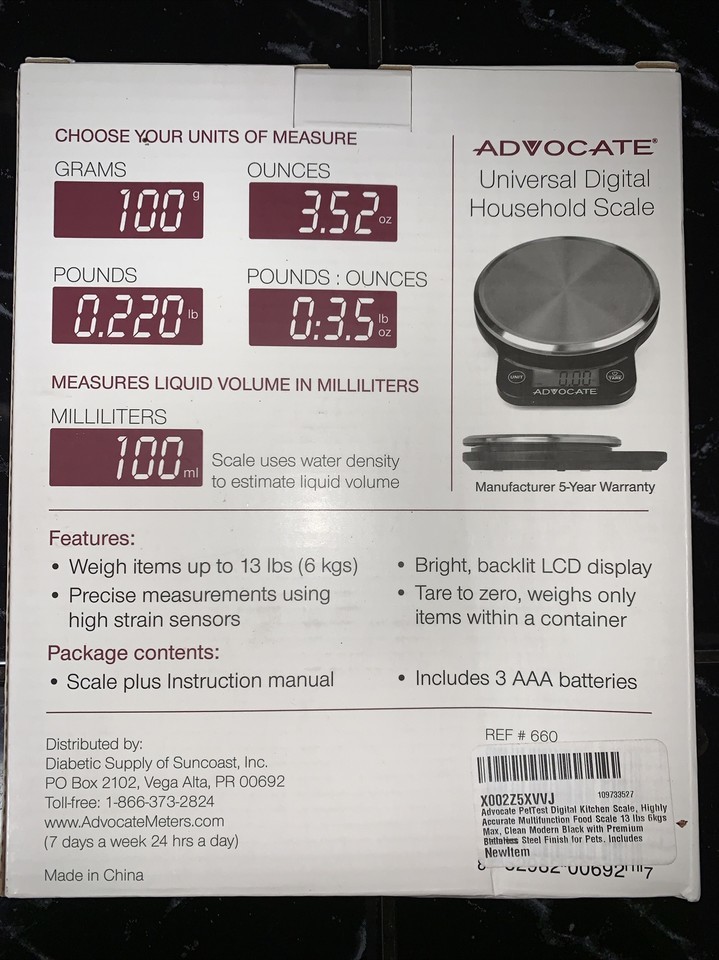 CHOOSE YOUR UNITS OF MEASURE
GRAMS
100 g
OUNCES
3.52 oz
POUNDS
0.220 lb
POUNDS : OUNCES
0:3.5 lb oz
MEASURES LIQUID VOLUME IN MILLILITERS
MILLILITERS
100 ml
Scale uses water density
to estimate liquid volume
ADVOCATE®
Universal Digital
Household Scale
UNIT
0.00
TARE
ADVOCATE
Manufacturer 5-Year Warranty
Features:
• Weigh items up to 13 lbs (6 kgs)
• Precise measurements using
high strain sensors
• Bright, backlit LCD display
• Tare to zero, weighs only
items within a container
Package contents:
• Scale plus Instruction manual
• Includes 3 AAA batteries
Distributed by:
Diabetic Supply of Suncoast, Inc.
PO Box 2102, Vega Alta, PR 00692
Toll-free: 1-866-373-2824
www.AdvocateMeters.com
(7 days a week 24 hrs a day)
Made in China
REF # 660
X002Z5XVVJ
109733527
Advocate PetTest Digital Kitchen Scale, Highly
Accurate Multifunction Food Scale 13 lbs 6kgs
Max, Clean Modern Black with Premium
Steel Finish for Pets. Includes
NewItem
00692
7